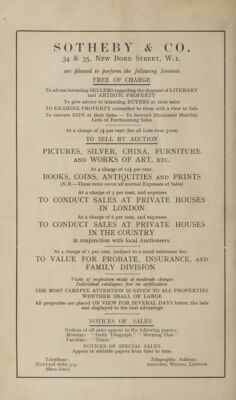 SOTHEBY & CO.
34 & 35, NEW BOND STREET, W.1.
are pleased to perform the following Services
FREE OF CHARGE
To advise intending SELLERS regarding the disposal of LITERARY
and ARTISTIC PROPERTY
To give advice to intending BUYERS at their sales
TO EXAMINE PROPERTY submitted to them with a view to Sale
To execute BIDS at their Sales — To forward Illustrated Monthly
Lists of Forthcoming Sales
At a charge of 7½ per cent (for all Lots over £100)
TO SELL BY AUCTION
PICTURES, SILVER, CHINA, FURNITURE
AND WORKS OF ART, ETC.
At a charge of 12½ per cent.
BOOKS, COINS, ANTIQUITIES AND PRINTS
(N.B.—These rates cover all normal Expenses of Sales)
At a charge of 5 per cent, and expenses
TO CONDUCT SALES AT PRIVATE HOUSES
IN LONDON
At a charge of 6 per cent, and expenses
TO CONDUCT SALES AT PRIVATE HOUSES
IN THE COUNTRY
in conjunction with local Auctioneers.
At a charge of 1 per cent. (subject to a small minimum fee)
TO VALUE FOR PROBATE, INSURANCE, AND
FAMILY DIVISION
Visits of inspection made at moderate charges
Individual catalogues for an application
THE MOST CAREFUL ATTENTION IS GIVEN TO ALL PROPERTIES
WHETHER SMALL OR LARGE
All properties are placed ON VIEW FOR SEVERAL DAYS before the Sale
and displayed to the best advantage
NOTICES OF SALES
Notices of all sales appear in the following papers :
Mondays: "Daily Telegraph," "Morning Post"
Tuesdays: "Times."
NOTICES OF SPECIAL SALES
Appear in suitable papers from time to time.
Telephone :
MAYFAIR 6682-3-4.
(three lines)
Telegraphic Address :
ABINITIO, WESDO, LONDON